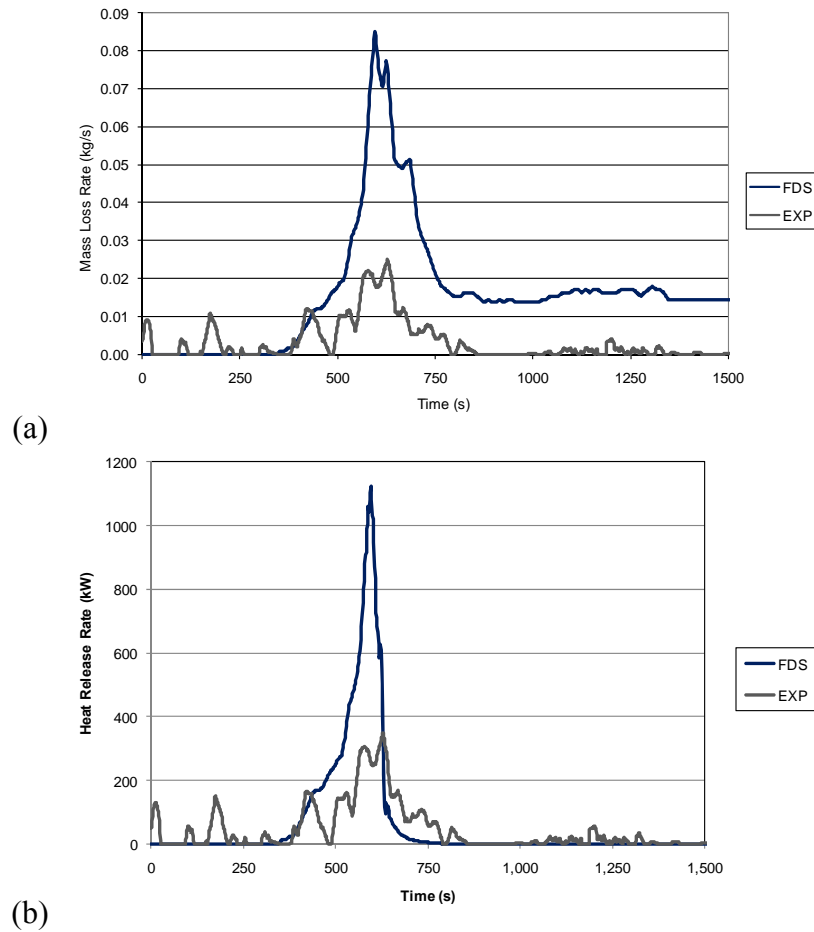 0.09
0.08
0.07
0.06
0.05
0.04
0.03
0.02
0.01
0.00
Mass Loss Rate (kg/s)
0 250 500 750 1000 1250 1500
Time (s)
FDS
EXP
(a)
1200
1000
800
600
400
200
0
Heat Release Rate (kW)
0 250 500 750 1,000 1,250 1,500
Time (s)
FDS
EXP
(b)